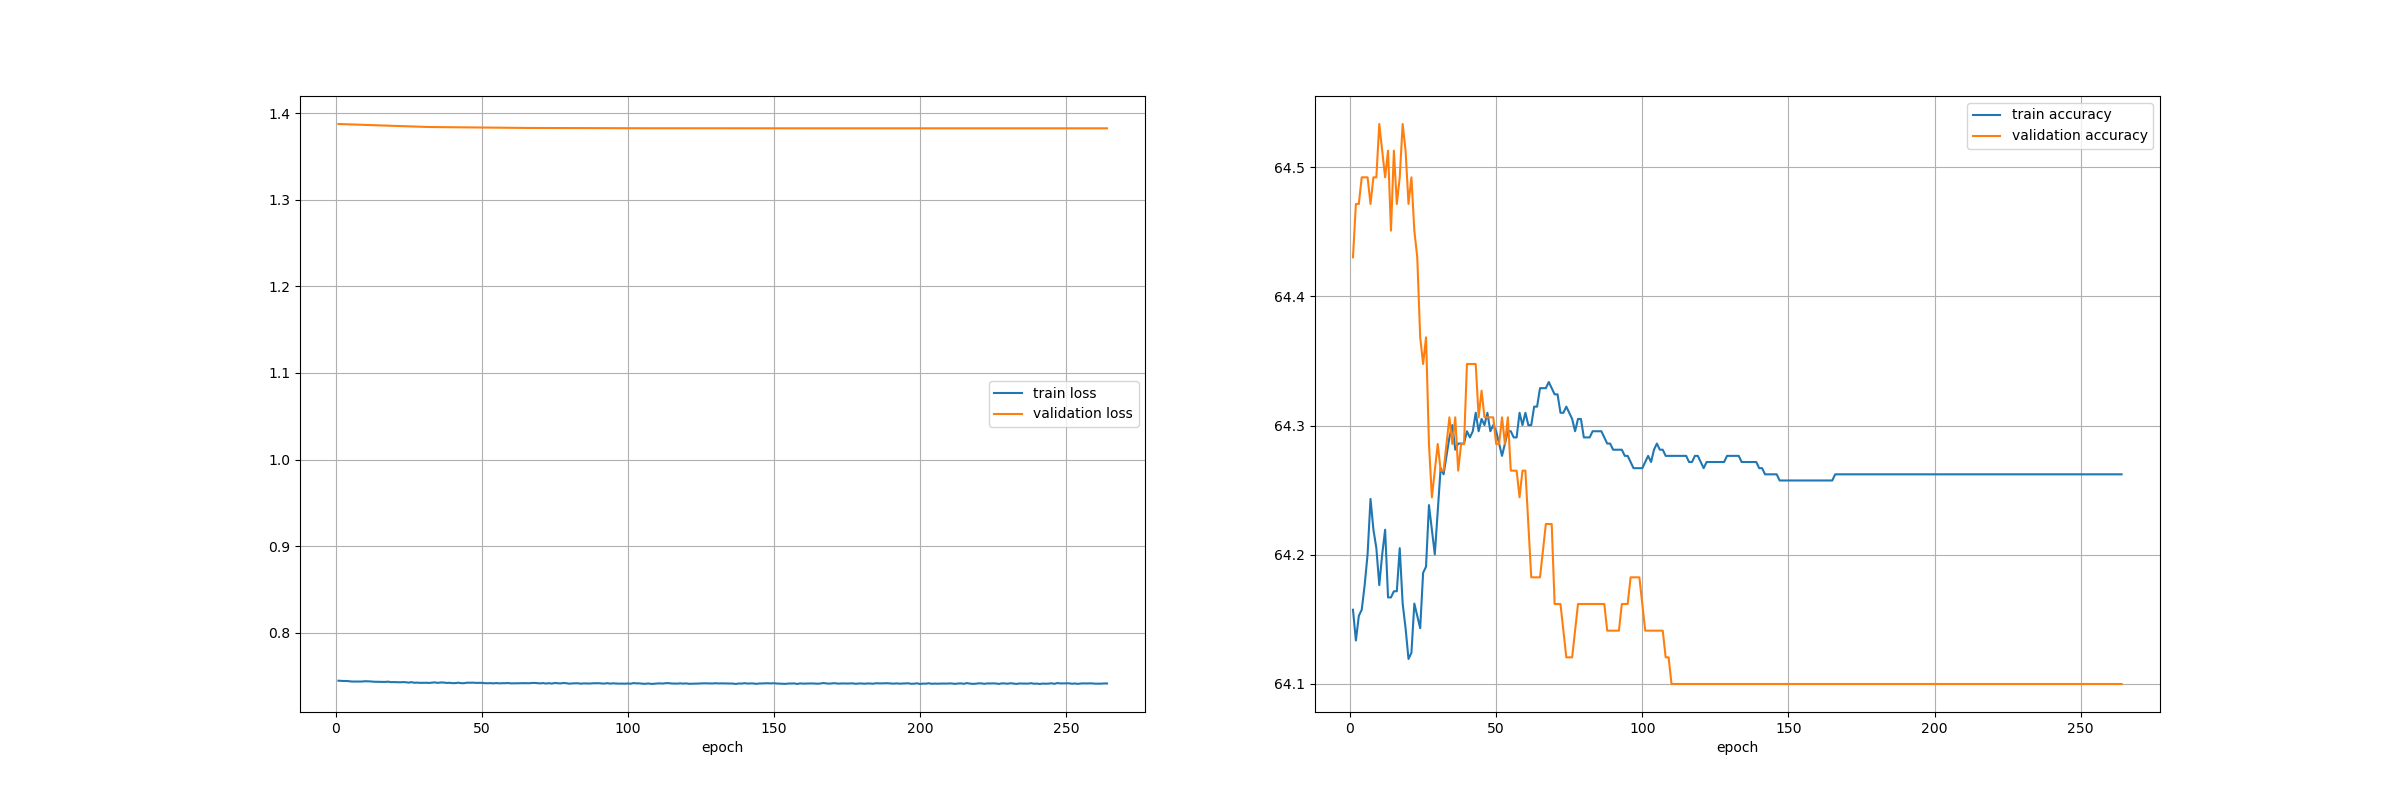 1.4
1.3
1.2
1.1
1.0
0.9
0.8
0 50 100 150 200 250
epoch
train loss
validation loss
64.5
64.4
64.3
64.2
64.1
0 50 100 150 200 250
epoch
train accuracy
validation accuracy